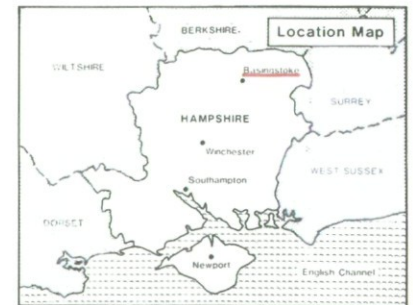 BERKSHIRE.
Location Map
WILTSHIRE
Basingstoke
SURREY
HAMPSHIRE
Winchester
WEST SUSSEX
Southampton
DORSET
Newport
English Channel